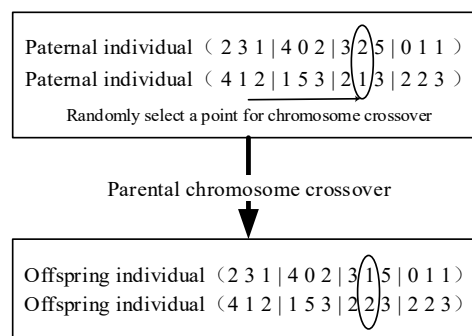 Paternal individual（ 2 3 1 | 4 0 2 | 3 2 5 | 0 1 1 ）
Paternal individual（ 4 1 2 | 1 5 3 | 2 1 3 | 2 2 3 ）
Randomly select a point for chromosome crossover
Parental chromosome crossover
Offspring individual（2 3 1 | 4 0 2 | 3 1 5 | 0 1 1 ）
Offspring individual（4 1 2 | 1 5 3 | 2 2 3 | 2 2 3 ）